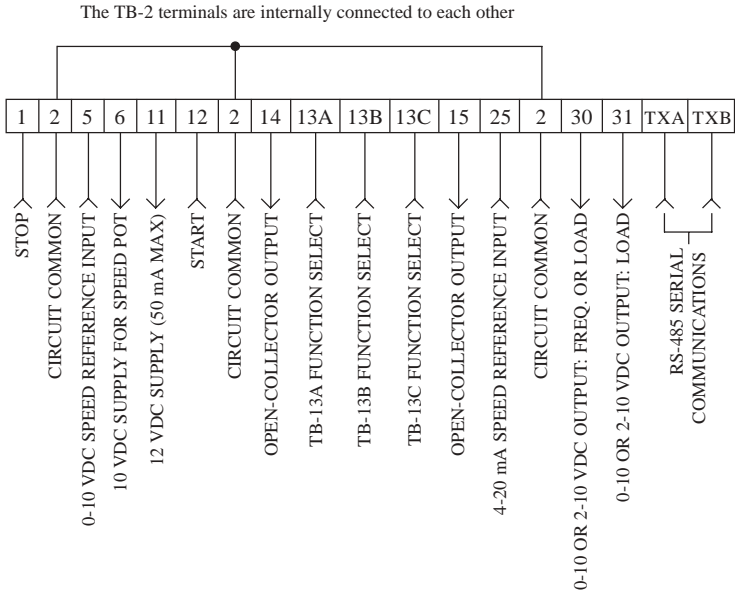 The TB-2 terminals are internally connected to each other
1 2 5 6 11 12 2 14 13A 13B 13C 15 25 2 30 31 TXA TXB
STOP
CIRCUIT COMMON
0-10 VDC SPEED REFERENCE INPUT
10 VDC SUPPLY FOR SPEED POT
12 VDC SUPPLY (50 mA MAX)
START
CIRCUIT COMMON
OPEN-COLLECTOR OUTPUT
TB-13A FUNCTION SELECT
TB-13B FUNCTION SELECT
TB-13C FUNCTION SELECT
OPEN-COLLECTOR OUTPUT
4-20 mA SPEED REFERENCE INPUT
CIRCUIT COMMON
0-10 OR 2-10 VDC OUTPUT: FREQ. OR LOAD
0-10 OR 2-10 VDC OUTPUT: LOAD
RS-485 SERIAL
COMMUNICATIONS